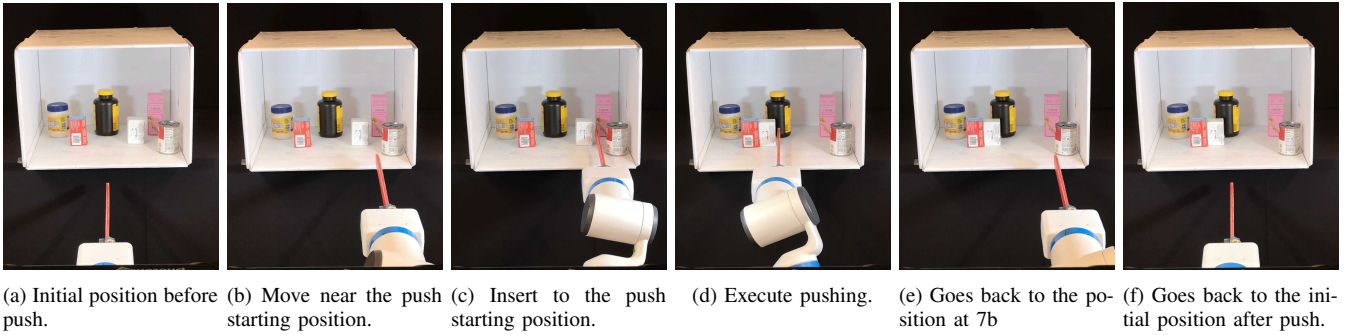 (a) Initial position before
push.
(b) Move near the push
starting position.
(c) Insert to the push
starting position.
(d) Execute pushing.
(e) Goes back to the po-
sition at 7b
(f) Goes back to the ini-
tial position after push.